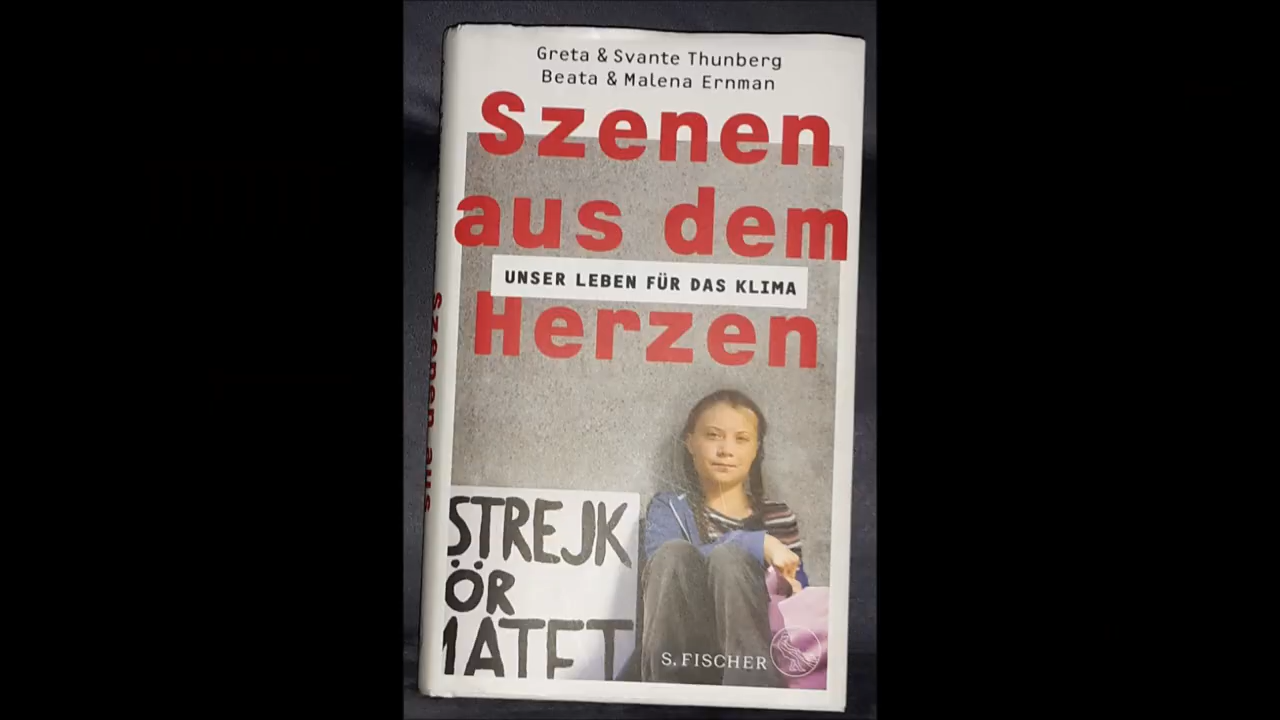 Greta & Svante Thunberg
Beata & Malena Ernman
Szenen
aus dem
UNSER LEBEN FÜR DAS KLIMA
Herzen
STREJK
ÖR
MATET
S. FISCHER
Szenen aus